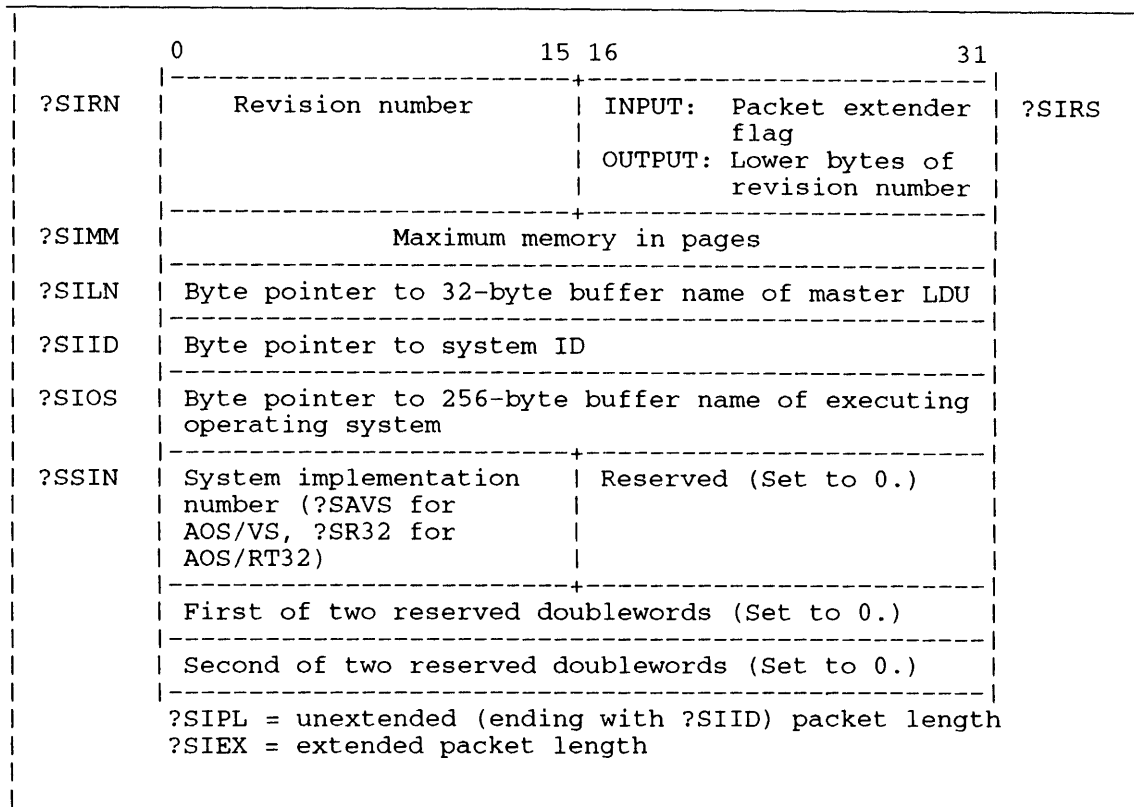 0 15 16 31
?SIRN Revision number INPUT: Packet extender ?SIRS
flag
OUTPUT: Lower bytes of
revision number
?SIMM Maximum memory in pages
?SILN Byte pointer to 32-byte buffer name of master LDU
?SIID Byte pointer to system ID
?SIOS Byte pointer to 256-byte buffer name of executing
operating system
?SSIN System implementation Reserved (Set to 0.)
number (?SAVS for
AOS/VS, ?SR32 for
AOS/RT32)
First of two reserved doublewords (Set to 0.)
Second of two reserved doublewords (Set to 0.)
?SIPL = unextended (ending with ?SIID) packet length
?SIEX = extended packet length